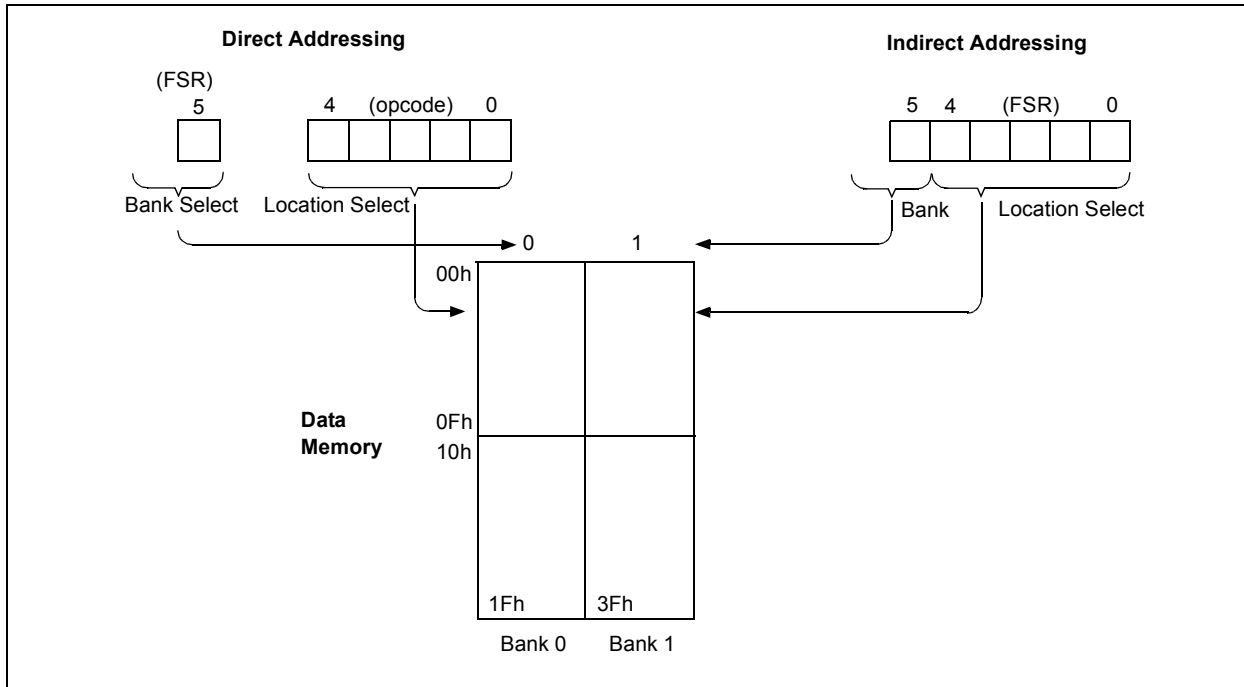 Direct Addressing
Indirect Addressing
(FSR)
5
4 (opcode) 0
5 4 (FSR) 0
Bank Select
Location Select
Bank
Location Select
0 1
00h
Data
Memory
0Fh
10h
1Fh
3Fh
Bank 0
Bank 1